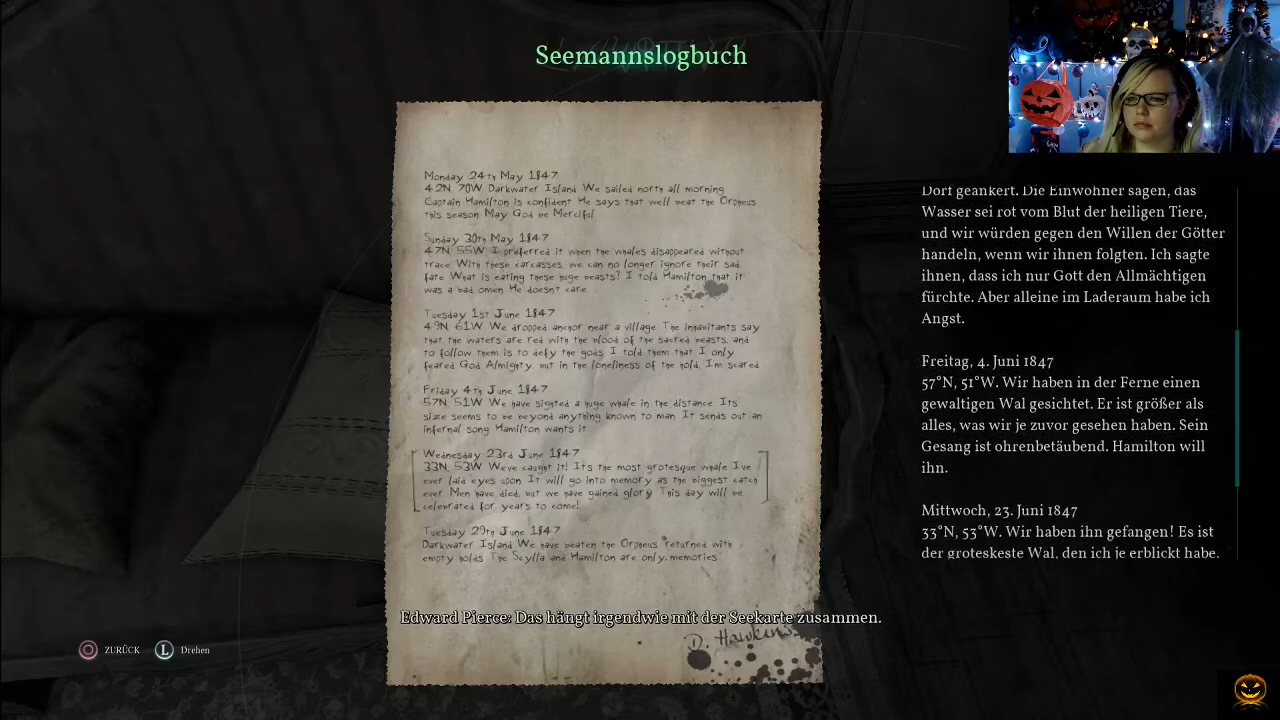 Seemannslogbuch
Monday 24th May 1847
42N 70W Darkwater Island We sailed north all morning
Captain Hamilton is confident He says that well beat the Orpheus
this season May God be Merciful
Sunday 30th May 1847
47N 55W I preferred it when the whales disappeared without
trace With these carcasses, we can no longer ignore their sad
fate What is eating these huge beasts? I told Hamilton that it
was a bad omen He doesnt care
Tuesday 1st June 1847
49N 61W We dropped anchor near a village The inhabitants say
that the waters are red with the blood of the sacred beasts, and
to follow them is to defy the gods I told them that I only
feared God Almighty, but in the loneliness of the hold, Im scared
Friday 4th June 1847
57N 51W We have sighted a huge whale in the distance Its
size seems to be beyond anything known to man It sends out an
infernal song Hamilton wants it
Wednesday 23rd June 1847
33N 53W Weve caught it! Its the most grotesque whale Ive
ever laid eyes upon It will go into memory as the biggest catch
ever Men have died, but we have gained glory This day will be
celebrated for years to come!
Tuesday 29th June 1847
Darkwater Island We have beaten the Orpheus, returned with
empty holds The Scylla and Hamilton are only memories
D. Hawkins
Edward Pierce: Das hängt irgendwie mit der Seekarte zusammen.
ZURÜCK
L Drehen
Dorf geankert. Die Einwohner sagen, das
Wasser sei rot vom Blut der heiligen Tiere,
und wir würden gegen den Willen der Götter
handeln, wenn wir ihnen folgten. Ich sagte
ihnen, dass ich nur Gott den Allmächtigen
fürchte. Aber alleine im Laderaum habe ich
Angst.
Freitag, 4. Juni 1847
57°N, 51°W. Wir haben in der Ferne einen
gewaltigen Wal gesichtet. Er ist größer als
alles, was wir je zuvor gesehen haben. Sein
Gesang ist ohrenbetäubend. Hamilton will
ihn.
Mittwoch, 23. Juni 1847
33°N, 53°W. Wir haben ihn gefangen! Es ist
der groteskeste Wal, den ich je erblickt habe.